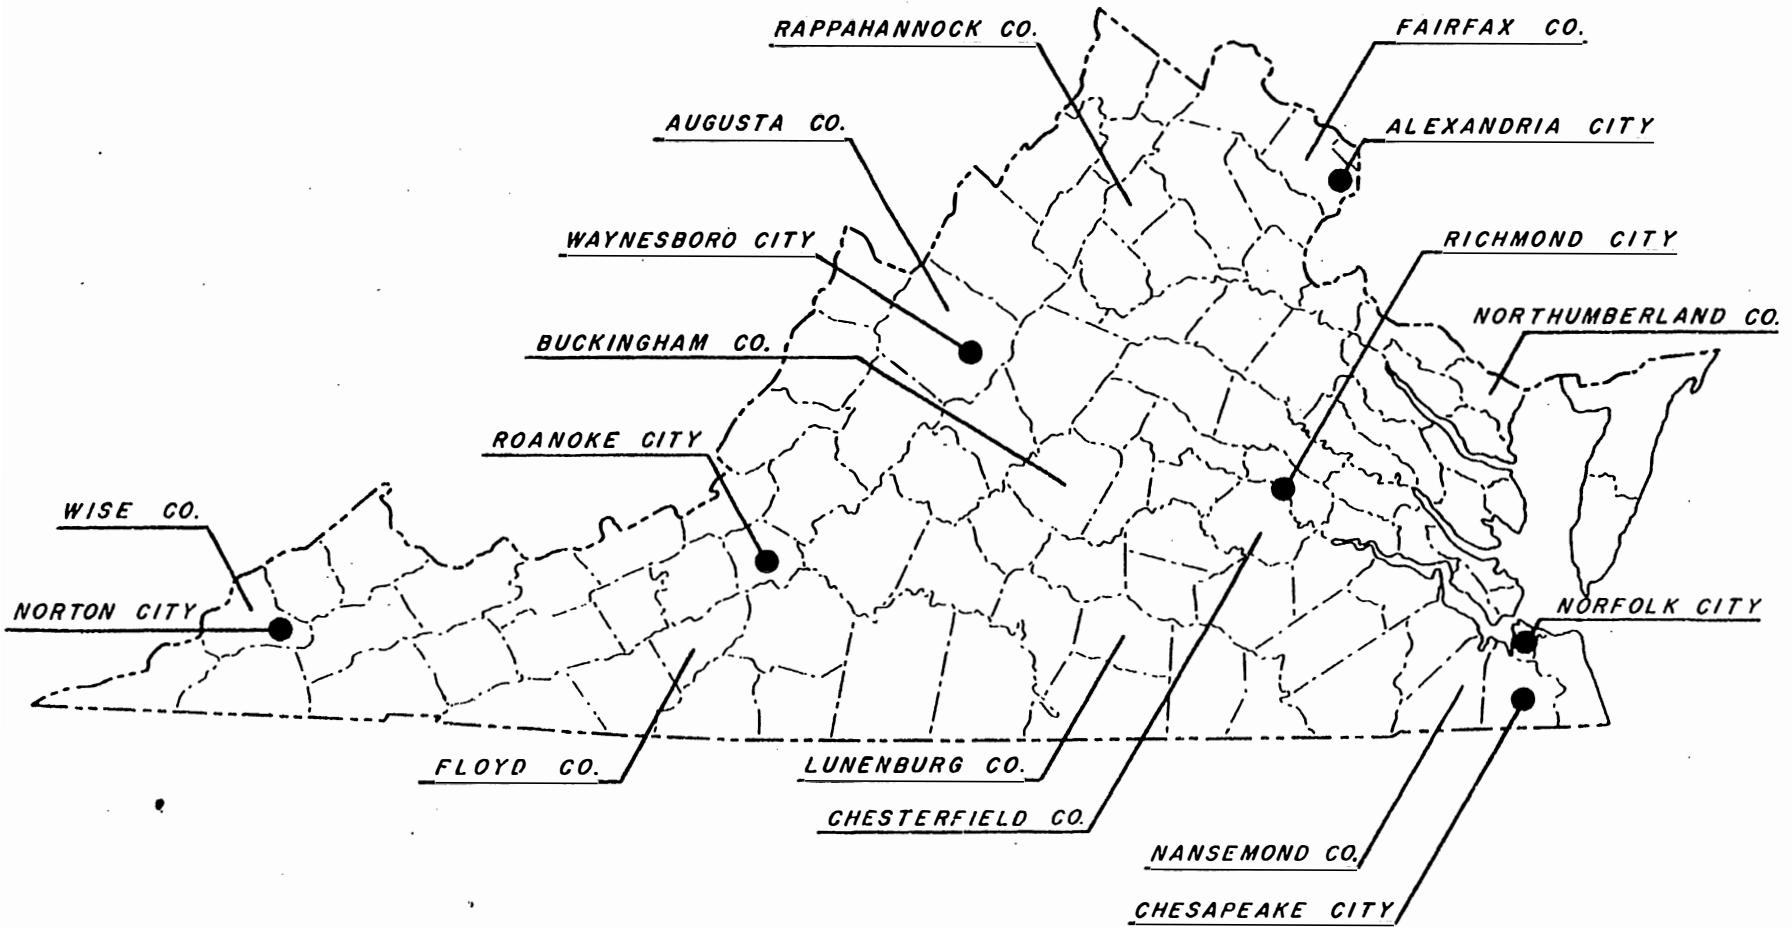 RAPPAHANNOCK CO.
FAIRFAX CO.
AUGUSTA CO.
ALEXANDRIA CITY
WAYNESBORO CITY
RICHMOND CITY
NORTHUMBERLAND CO.
BUCKINGHAM CO.
ROANOKE CITY
WISE CO.
NORTON CITY
NORFOLK CITY
FLOYD CO.
LUNENBURG CO.
CHESTERFIELD CO.
NANSEMOND CO.
CHESAPEAKE CITY